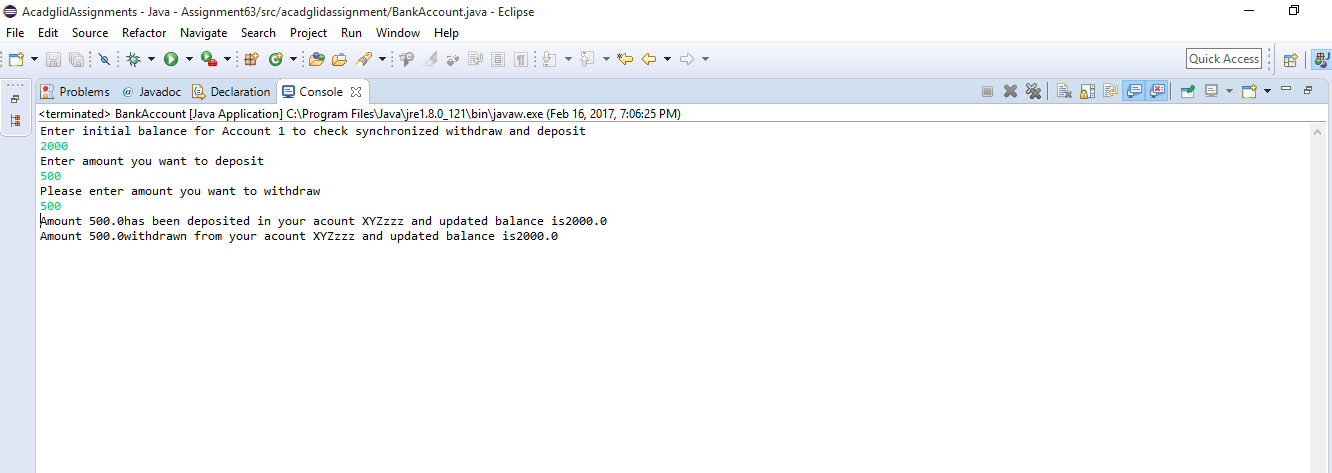 AcadglidAssignments - Java - Assignment63/src/acadglidassignment/BankAccount.java - Eclipse
File Edit Source Refactor Navigate Search Project Run Window Help
Quick Access
Problems @ Javadoc Declaration Console
<terminated> BankAccount [Java Application] C:\Program Files\Java\jre1.8.0_121\bin\javaw.exe (Feb 16, 2017, 7:06:25 PM)
Enter initial balance for Account 1 to check synchronized withdraw and deposit
2000
Enter amount you want to deposit
500
Please enter amount you want to withdraw
500
Amount 500.0has been deposited in your acount XYZzzz and updated balance is2000.0
Amount 500.0withdrawn from your acount XYZzzz and updated balance is2000.0